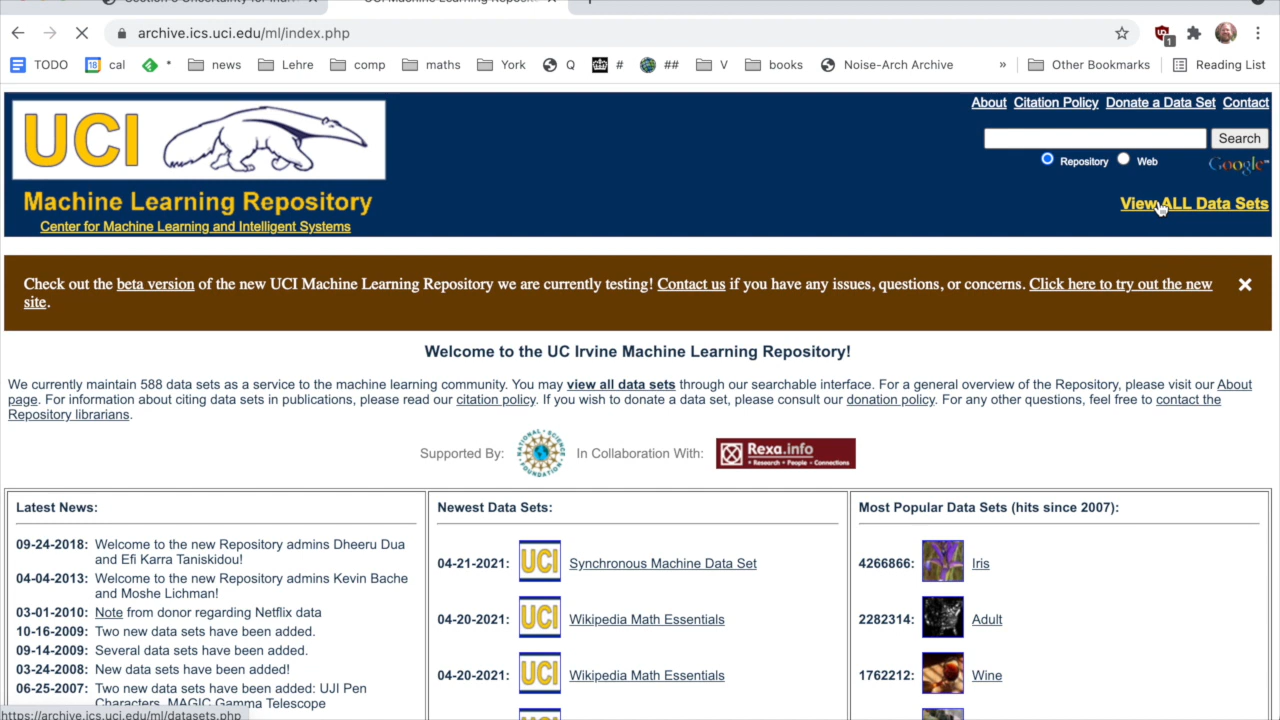 Section 3 Uncertainty for
UCI Machine Learning Reposit
archive.ics.uci.edu/ml/index.php
1
TODO
18
cal
*
news
Lehre
comp
maths
York
Q
#
##
V
books
Noise-Arch Archive
»
Other Bookmarks
Reading List
UCI
Machine Learning Repository
Center for Machine Learning and Intelligent Systems
About Citation Policy Donate a Data Set Contact
Search
Repository Web
Google™
View ALL Data Sets
Check out the beta version of the new UCI Machine Learning Repository we are currently testing! Contact us if you have any issues, questions, or concerns. Click here to try out the new
site.
Welcome to the UC Irvine Machine Learning Repository!
We currently maintain 588 data sets as a service to the machine learning community. You may view all data sets through our searchable interface. For a general overview of the Repository, please visit our About
page. For information about citing data sets in publications, please read our citation policy. If you wish to donate a data set, please consult our donation policy. For any other questions, feel free to contact the
Repository librarians.
Supported By:
NATIONAL SCIENCE FOUNDATION
In Collaboration With:
Rexa.info
• Research • People • Connections
Latest News:
09-24-2018: Welcome to the new Repository admins Dheeru Dua
and Efi Karra Taniskidou!
04-04-2013: Welcome to the new Repository admins Kevin Bache
and Moshe Lichman!
03-01-2010: Note from donor regarding Netflix data
10-16-2009: Two new data sets have been added.
09-14-2009: Several data sets have been added.
03-24-2008: New data sets have been added!
06-25-2007: Two new data sets have been added: UJI Pen
Characters, MAGIC Gamma Telescope
Newest Data Sets:
04-21-2021: UCI Synchronous Machine Data Set
04-20-2021: UCI Wikipedia Math Essentials
04-20-2021: UCI Wikipedia Math Essentials
UCI
Most Popular Data Sets (hits since 2007):
4266866: Iris
2282314: Adult
1762212: Wine
https://archive.ics.uci.edu/ml/datasets.php